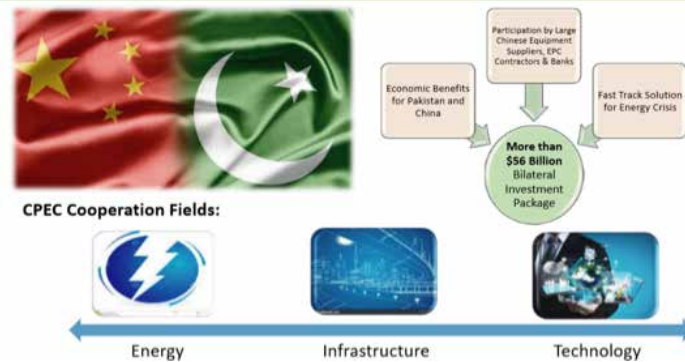 Participation by Large
Chinese Equipment
Suppliers, EPC
Contractors & Banks
Economic Benefits
for Pakistan and
China
Fast Track Solution
for Energy Crisis
More than
$56 Billion
Bilateral
Investment
Package
CPEC Cooperation Fields:
Energy
Infrastructure
Technology